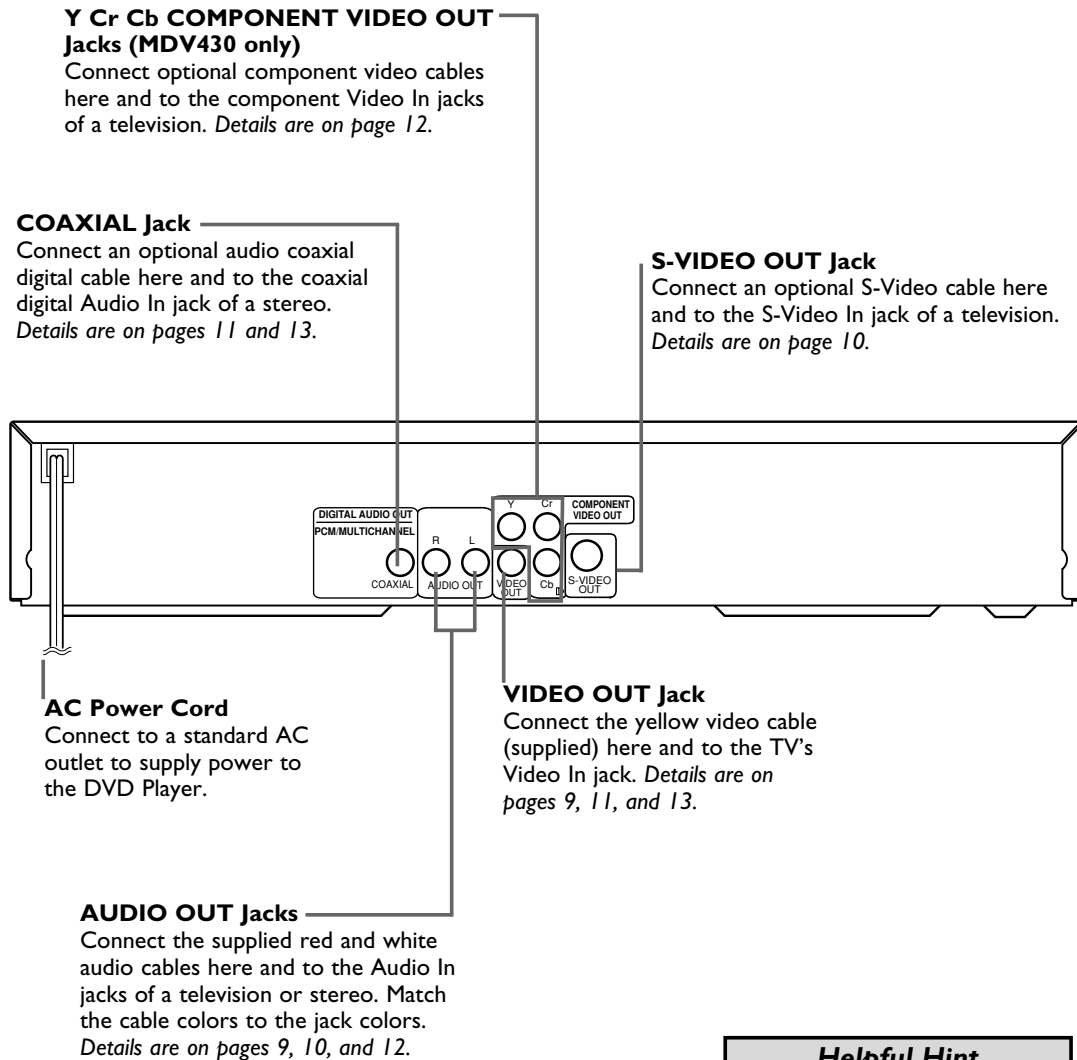 Y Cr Cb COMPONENT VIDEO OUT
Jacks (MDV430 only)
Connect optional component video cables
here and to the component Video In jacks
of a television. Details are on page 12.
COAXIAL Jack
Connect an optional audio coaxial
digital cable here and to the coaxial
digital Audio In jack of a stereo.
Details are on pages 11 and 13.
S-VIDEO OUT Jack
Connect an optional S-Video cable here
and to the S-Video In jack of a television.
Details are on page 10.
DIGITAL AUDIO OUT
PCM/MULTICHANNEL
COAXIAL
R L
AUDIO OUT
Y Cr
COMPONENT
VIDEO OUT
VIDEO
OUT
Cb
S-VIDEO
OUT
AC Power Cord
Connect to a standard AC
outlet to supply power to
the DVD Player.
VIDEO OUT Jack
Connect the yellow video cable
(supplied) here and to the TV's
Video In jack. Details are on
pages 9, 11, and 13.
AUDIO OUT Jacks
Connect the supplied red and white
audio cables here and to the Audio In
jacks of a television or stereo. Match
the cable colors to the jack colors.
Details are on pages 9, 10, and 12.
Helpful Hint